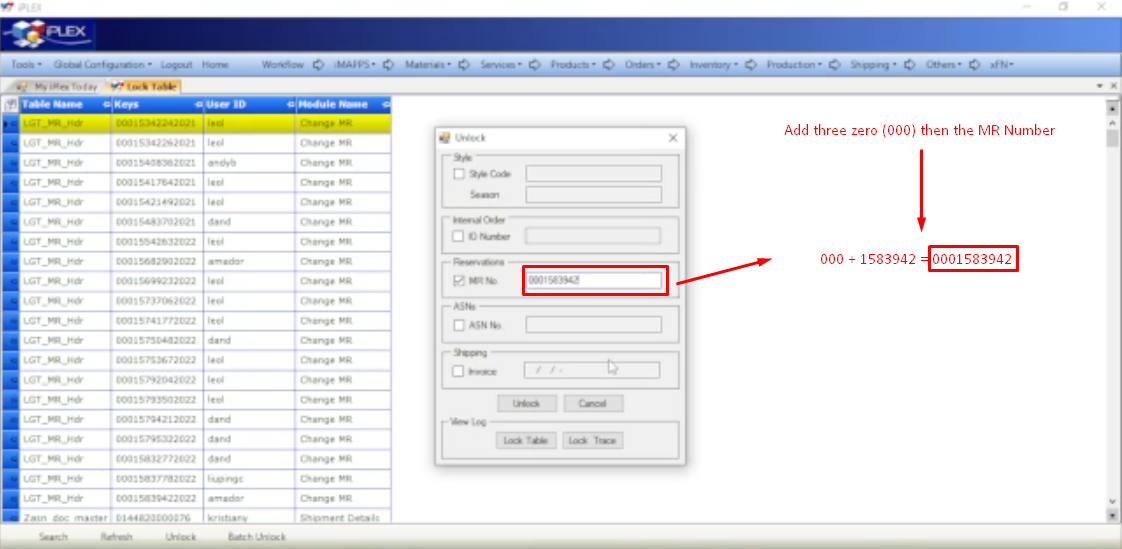 iPLEX
iPLEX
Tools Global Configuration Logout Home Workflow iMAPPS Materials Services Products Orders Inventory Production Shipping Others xFN
My iPlex Today Lock Table
Table Name Keys User ID Module Name
LGT_MR_Hdr 00015342242021 leol Change MR
LGT_MR_Hdr 00015342262021 leol Change MR
LGT_MR_Hdr 00015408362021 andyb Change MR
LGT_MR_Hdr 00015417642021 leol Change MR
LGT_MR_Hdr 00015421492021 leol Change MR
LGT_MR_Hdr 00015483702021 dand Change MR
LGT_MR_Hdr 00015542632022 leol Change MR
LGT_MR_Hdr 00015682902022 amador Change MR
LGT_MR_Hdr 00015699232022 leol Change MR
LGT_MR_Hdr 00015737062022 leol Change MR
LGT_MR_Hdr 00015741772022 leol Change MR
LGT_MR_Hdr 00015750482022 dand Change MR
LGT_MR_Hdr 00015753672022 leol Change MR
LGT_MR_Hdr 00015792042022 leol Change MR
LGT_MR_Hdr 00015793502022 leol Change MR
LGT_MR_Hdr 00015794212022 dand Change MR
LGT_MR_Hdr 00015795322022 dand Change MR
LGT_MR_Hdr 00015832772022 dand Change MR
LGT_MR_Hdr 00015837782022 liupingc Change MR
LGT_MR_Hdr 00015839422022 amador Change MR
Zasn_doc_master 0144820000076 kristiany Shipment Details
Unlock
Style
Style Code
Season
Internal Order
IO Number
Reservations
MR No. 0001583942
ASNs
ASN No.
Shipping
Invoice / / -
Unlock Cancel
View Log
Lock Table Lock Trace
Add three zero (000) then the MR Number
000 + 1583942 = 0001583942
Search Refresh Unlock Batch Unlock